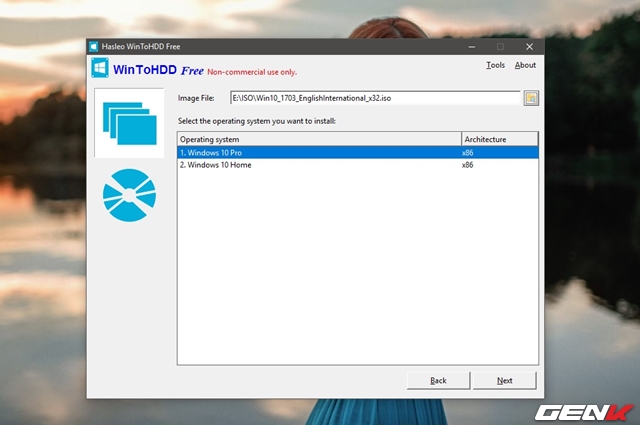 Hasleo WinToHDD Free
WinToHDD Free Non-commercial use only.
Tools About
Image File: E:\ISO\Win10_1703_EnglishInternational_x32.iso
Select the operating system you want to install:
Operating system Architecture
1. Windows 10 Pro x86
2. Windows 10 Home x86
Back Next
GENK